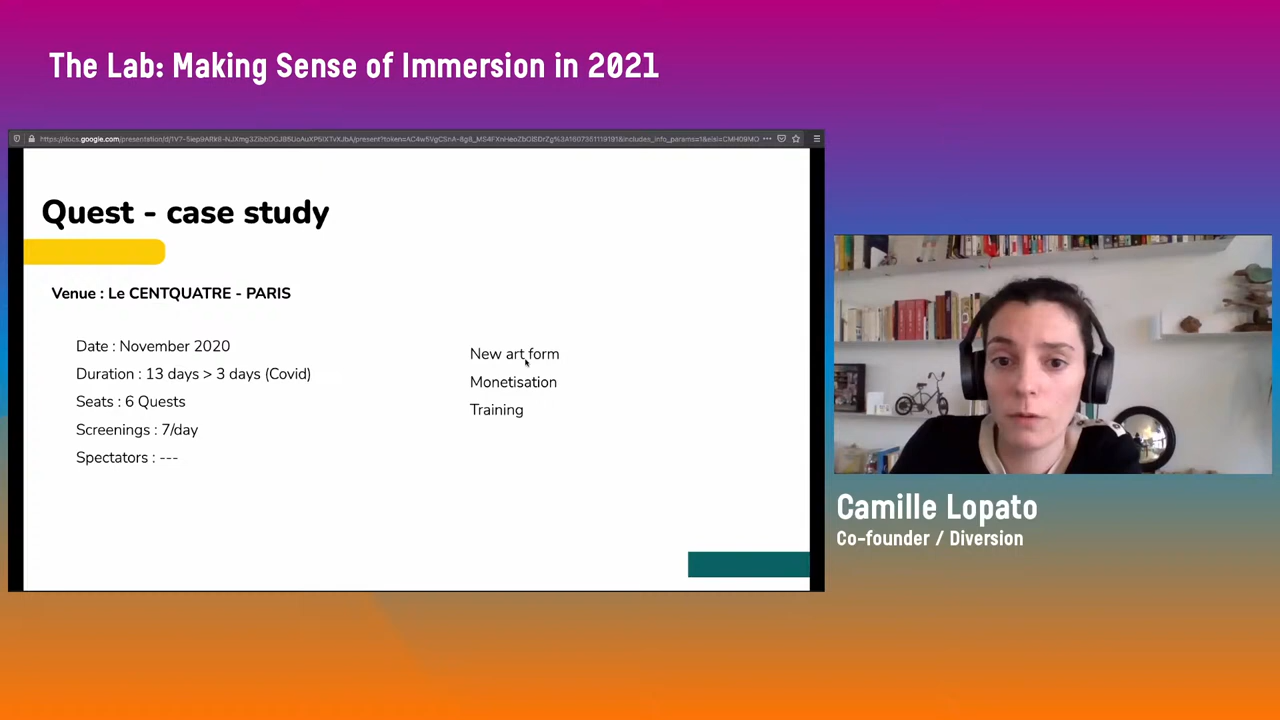 The Lab: Making Sense of Immersion in 2021
Quest - case study
Venue : Le CENTQUATRE - PARIS
Date : November 2020
Duration : 13 days > 3 days (Covid)
Seats : 6 Quests
Screenings : 7/day
Spectators : ---
New art form
Monetisation
Training
Camille Lopato
Co-founder / Diversion